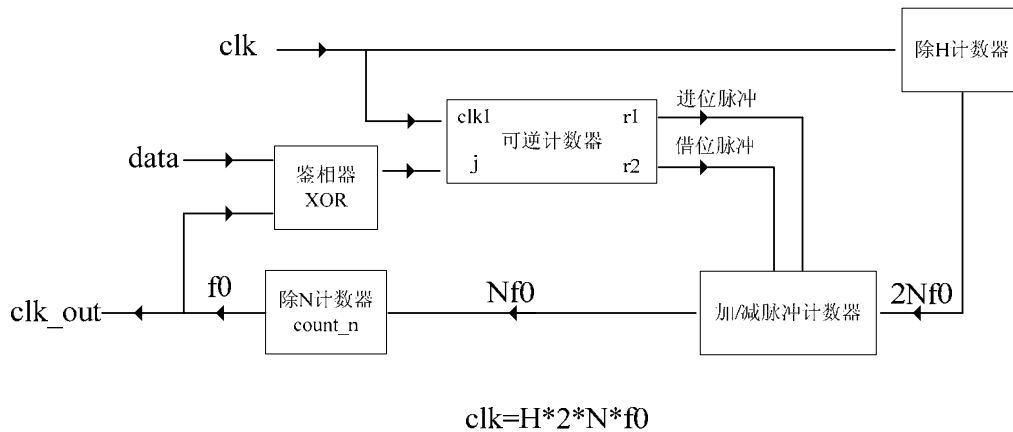 clk
除H计数器
clk1
r1
进位脉冲
可逆计数器
借位脉冲
j
r2
data
鉴相器
XOR
clk_out
f0
除N计数器
count_n
Nf0
加/减脉冲计数器
2Nf0
clk=H*2*N*f0